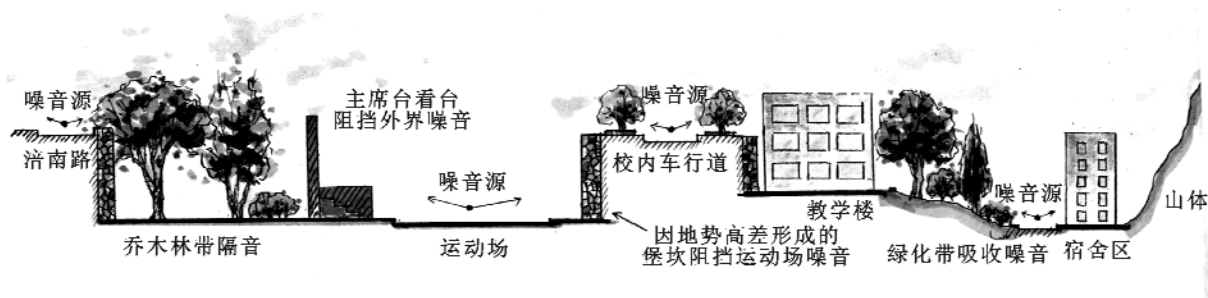 噪音源
涪南路
乔木林带隔音
主席台看台
阻挡外界噪音
噪音源
运动场
噪音源
校内车行道
因地势高差形成的
堡坎阻挡运动场噪音
教学楼
绿化带吸收噪音
噪音源
宿舍区
山体